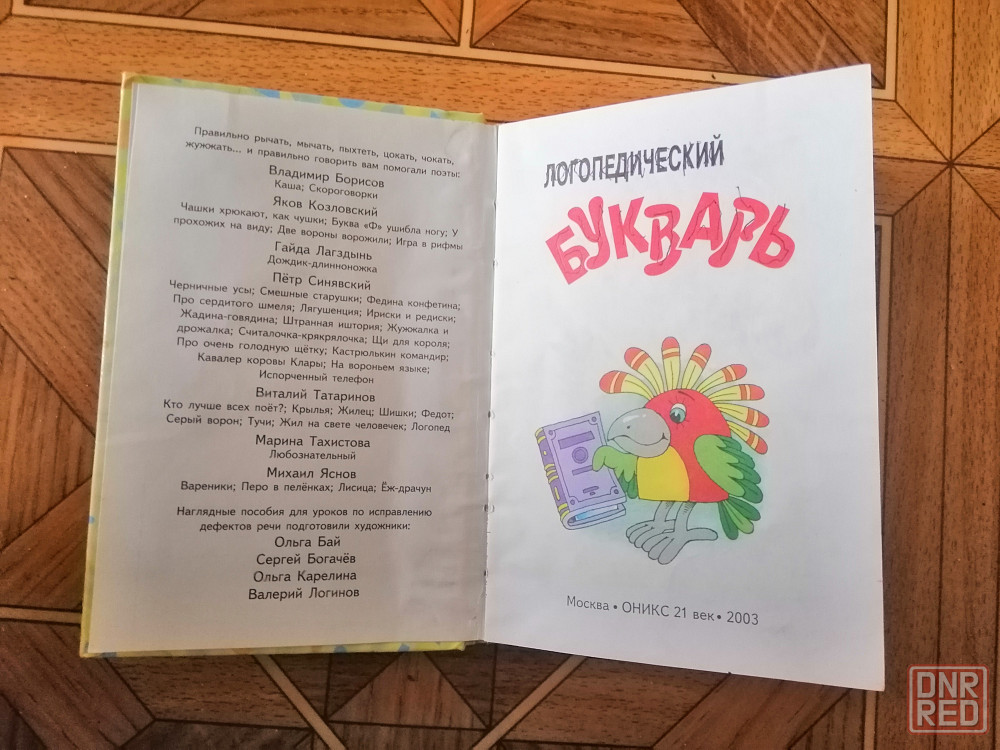 Правильно рычать, мычать, пыхтеть, цокать, чокать,
жужжать... и правильно говорить вам помогали поэты:
Владимир Борисов
Каша; Скороговорки
Яков Козловский
Чашки хрюкают, как чушки; Буква «Ф» ушибла ногу; У
прохожих на виду; Две вороны ворожили; Игра в рифмы
Гайда Лагздынь
Дождик-длинноножка
Пётр Синявский
Черничные усы; Смешные старушки; Федина конфетина;
Про сердитого шмеля; Лягушенция; Ириски и редиски;
Жадина-говядина; Штранная иштория; Жужжалка и
дрожалка; Считалочка-крякрялочка; Щи для короля;
Про очень голодную щётку; Кастрюлькин командир;
Кавалер коровы Клары; На вороньем языке;
Испорченный телефон
Виталий Татаринов
Кто лучше всех поёт?; Крылья; Жилец; Шишки; Федот;
Серый ворон; Тучи; Жил на свете человечек; Логопед
Марина Тахистова
Любознательный
Михаил Яснов
Вареники; Перо в пелёнках; Лисица; Ёж-драчун
Наглядные пособия для уроков по исправлению
дефектов речи подготовили художники:
Ольга Бай
Сергей Богачёв
Ольга Карелина
Валерий Логинов
ЛОГОПЕДИЧЕСКИЙ
БУКВАРЬ
Москва • ОНИКС 21 век • 2003
DNR
RED